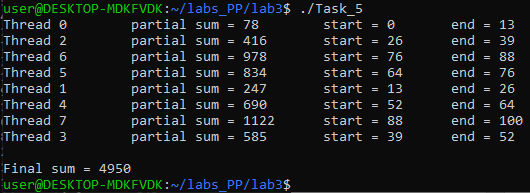 user@DESKTOP-MDKFVDK:~/labs_PP/lab3$ ./Task_5
Thread 0 partial sum = 78 start = 0 end = 13
Thread 2 partial sum = 416 start = 26 end = 39
Thread 6 partial sum = 978 start = 76 end = 88
Thread 5 partial sum = 834 start = 64 end = 76
Thread 1 partial sum = 247 start = 13 end = 26
Thread 4 partial sum = 690 start = 52 end = 64
Thread 7 partial sum = 1122 start = 88 end = 100
Thread 3 partial sum = 585 start = 39 end = 52
Final sum = 4950
user@DESKTOP-MDKFVDK:~/labs_PP/lab3$